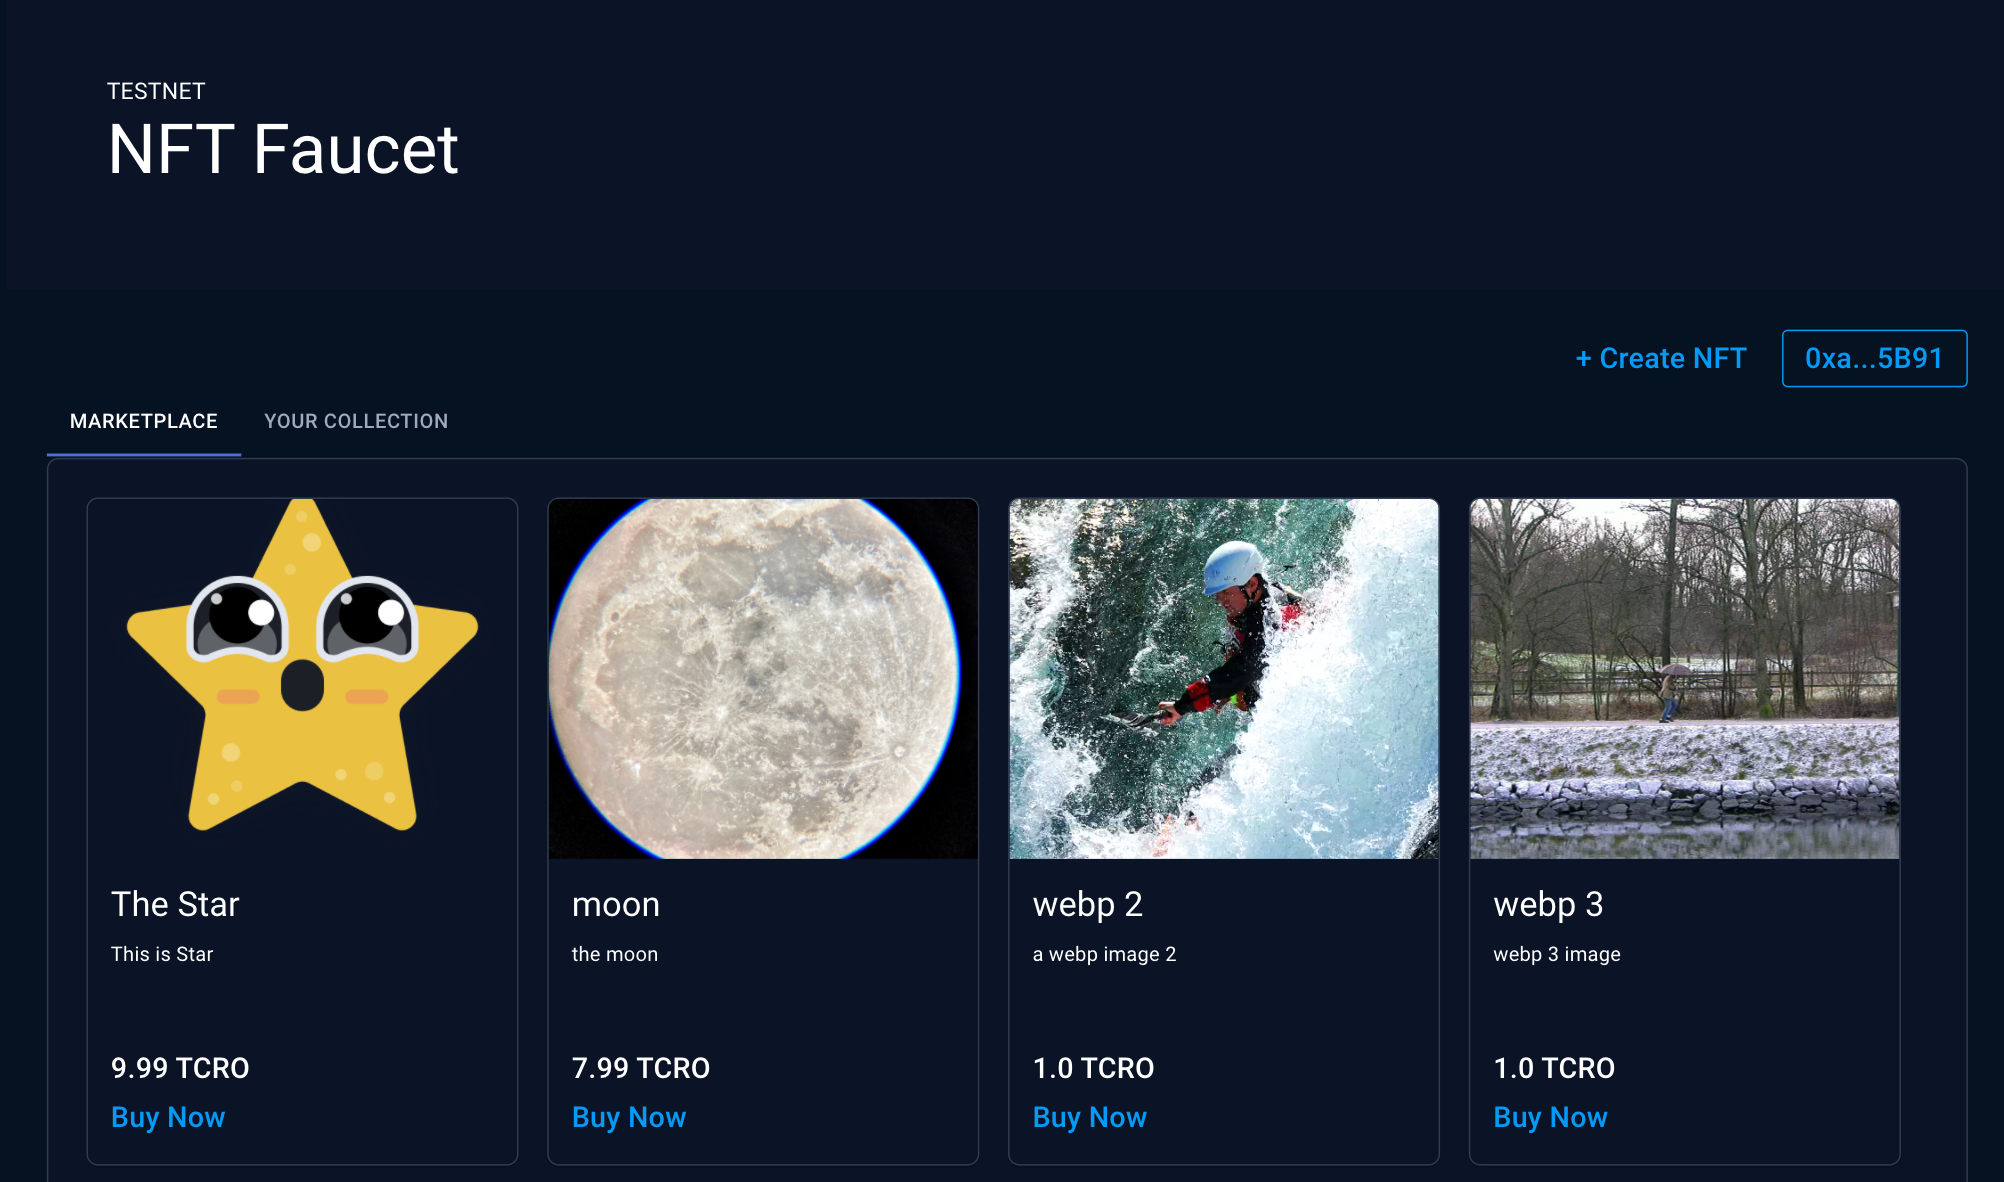 TESTNET
NFT Faucet
+ Create NFT
0xa...5B91
MARKETPLACE
YOUR COLLECTION
The Star
This is Star
9.99 TCRO
Buy Now
moon
the moon
7.99 TCRO
Buy Now
webp 2
a webp image 2
1.0 TCRO
Buy Now
webp 3
webp 3 image
1.0 TCRO
Buy Now